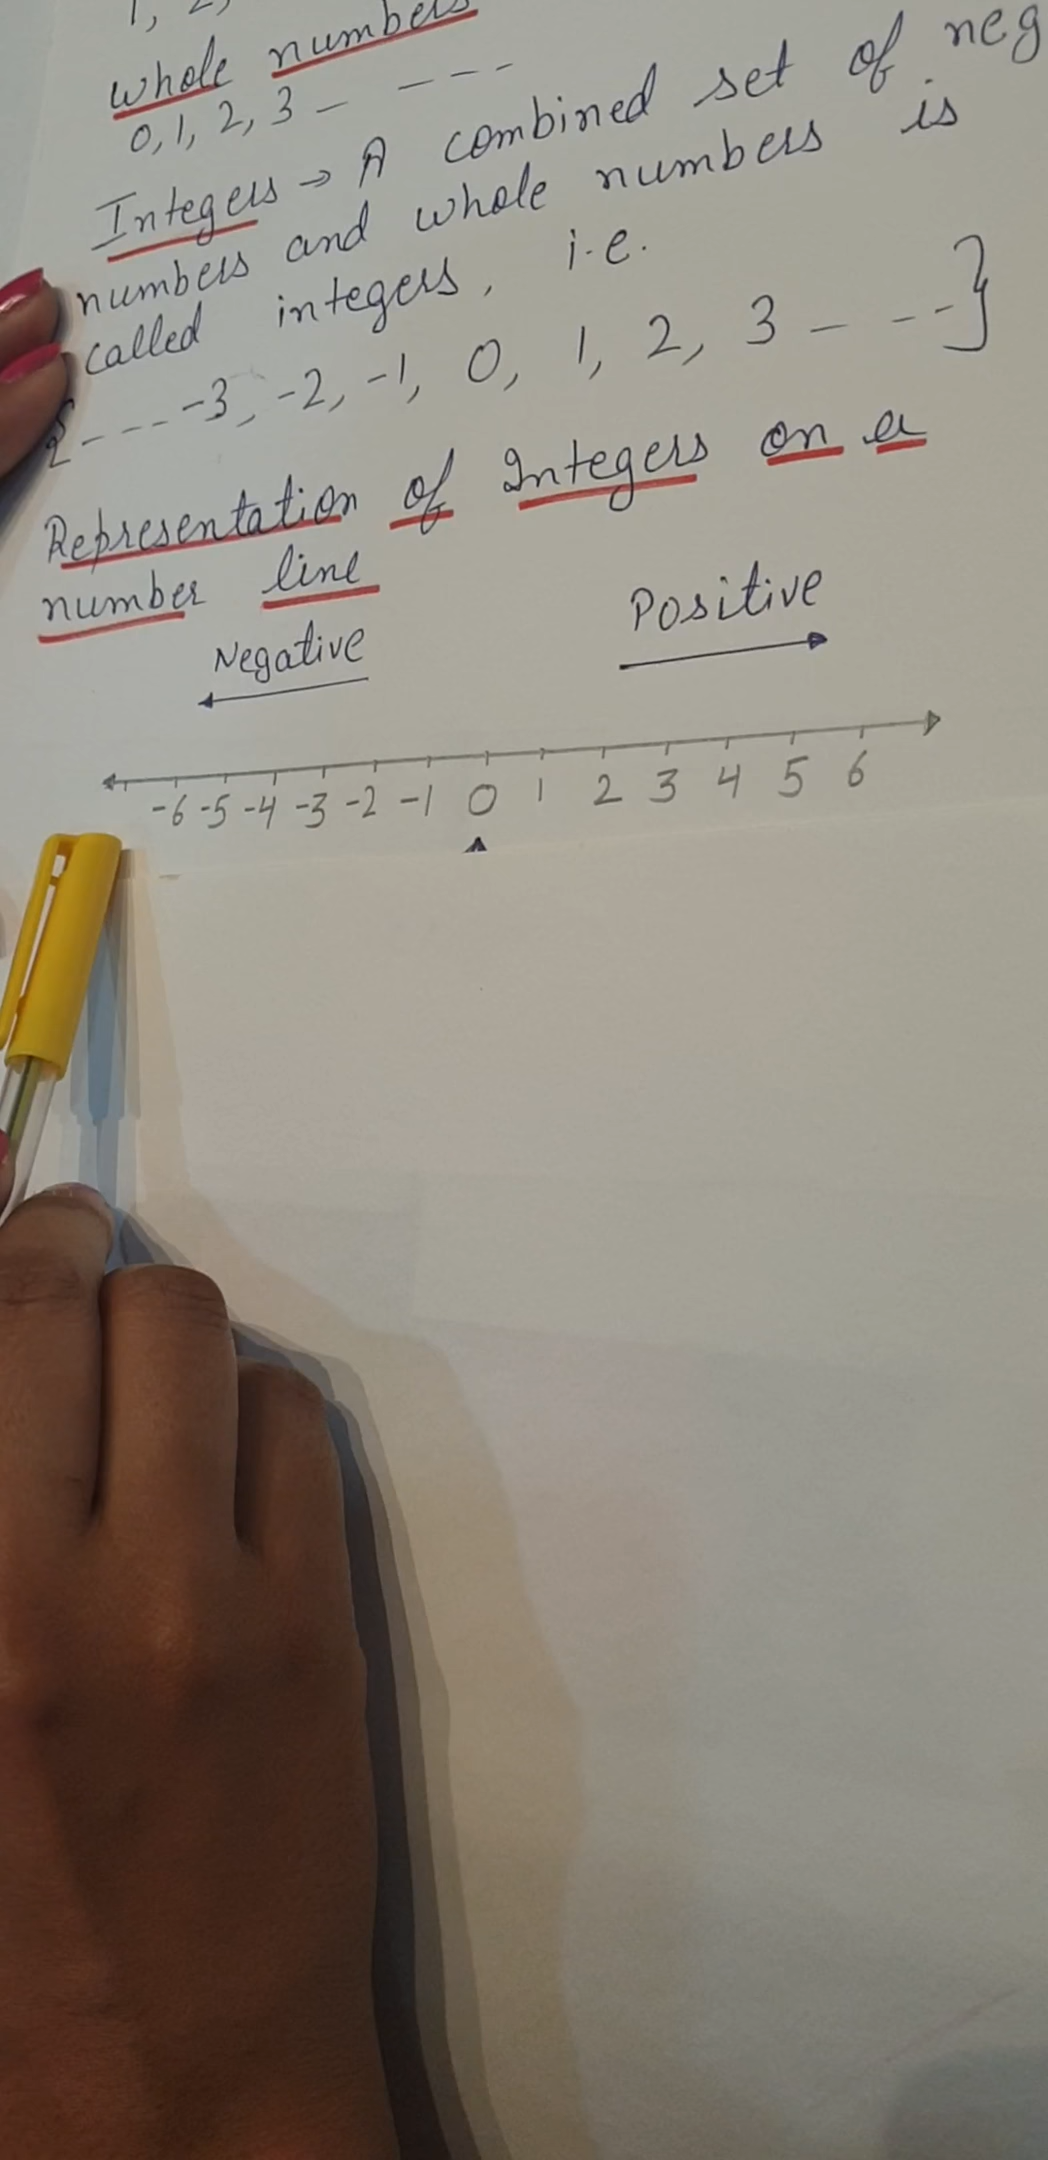 1, 2,
whole numbers
0, 1, 2, 3 - - - -
Integers → A combined set of neg
numbers and whole numbers is
called integers, i.e.
{ - - - - -3, -2, -1, 0, 1, 2, 3 - - - }
Representation of Integers on a
number line
Negative Positive
-6 -5 -4 -3 -2 -1 0 1 2 3 4 5 6